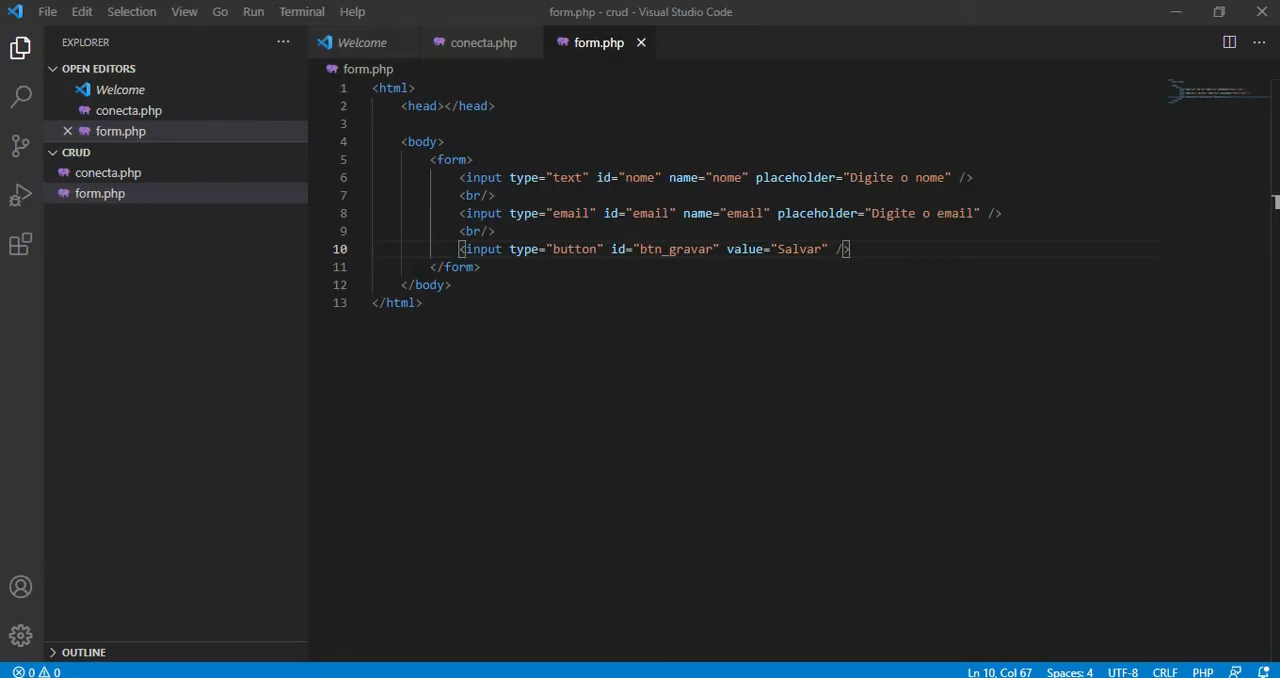 File Edit Selection View Go Run Terminal Help form.php - crud - Visual Studio Code
EXPLORER ...
Welcome conecta.php form.php
OPEN EDITORS
Welcome
conecta.php
form.php
CRUD
conecta.php
form.php
form.php
1 <html>
2 <head></head>
3
4 <body>
5 <form>
6 <input type="text" id="nome" name="nome" placeholder="Digite o nome" />
7 <br/>
8 <input type="email" id="email" name="email" placeholder="Digite o email" />
9 <br/>
10 <input type="button" id="btn_gravar" value="Salvar" />
11 </form>
12 </body>
13 </html>
OUTLINE
0 0 Ln 10, Col 67 Spaces: 4 UTF-8 CRLF PHP